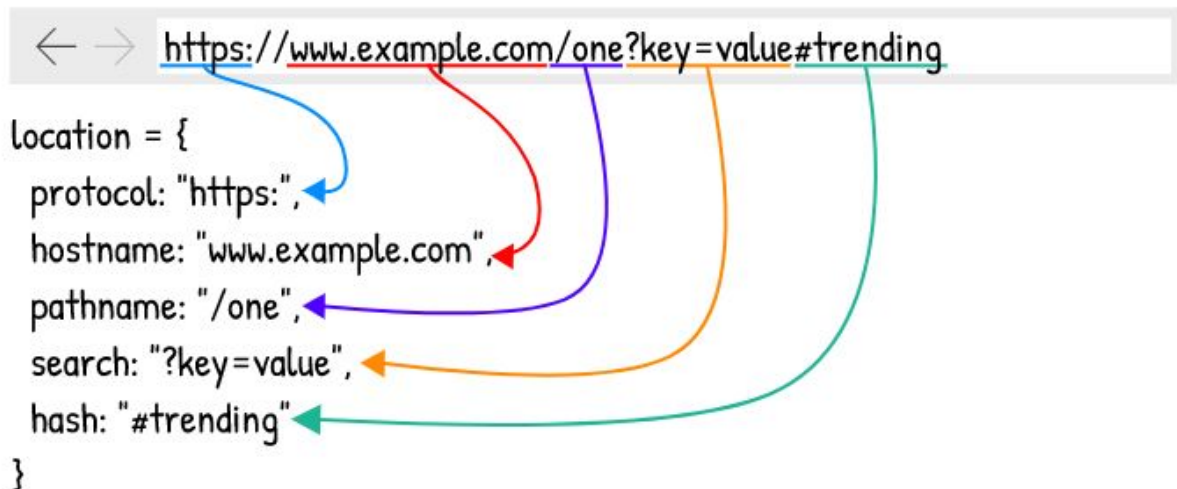 https://www.example.com/one?key=value#trending
location = {
protocol: "https:",
hostname: "www.example.com",
pathname: "/one",
search: "?key=value",
hash: "#trending"
}